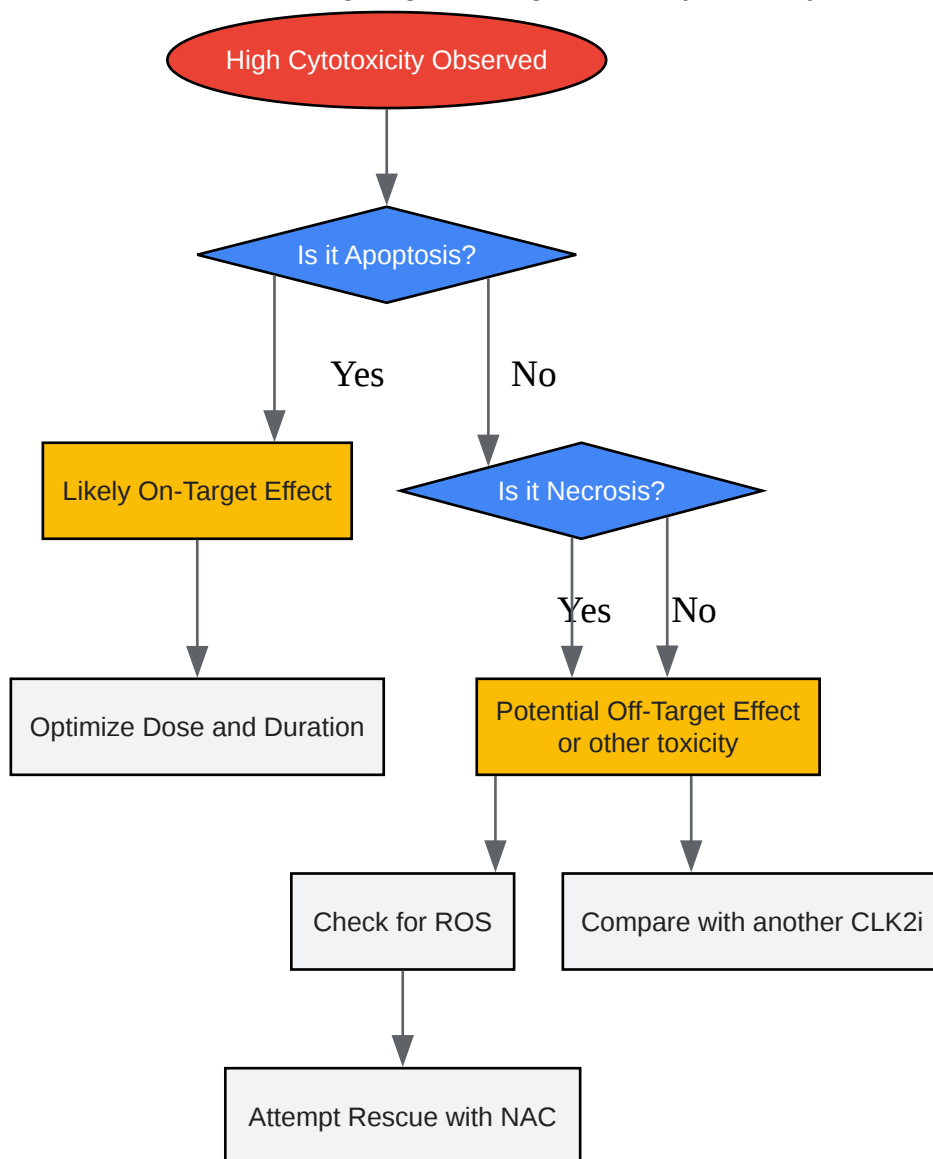 High Cytotoxicity Observed
Is it Apoptosis?
Yes
No
Likely On-Target Effect
Is it Necrosis?
Yes
No
Optimize Dose and Duration
Potential Off-Target Effect
or other toxicity
Check for ROS
Compare with another CLK2i
Attempt Rescue with NAC